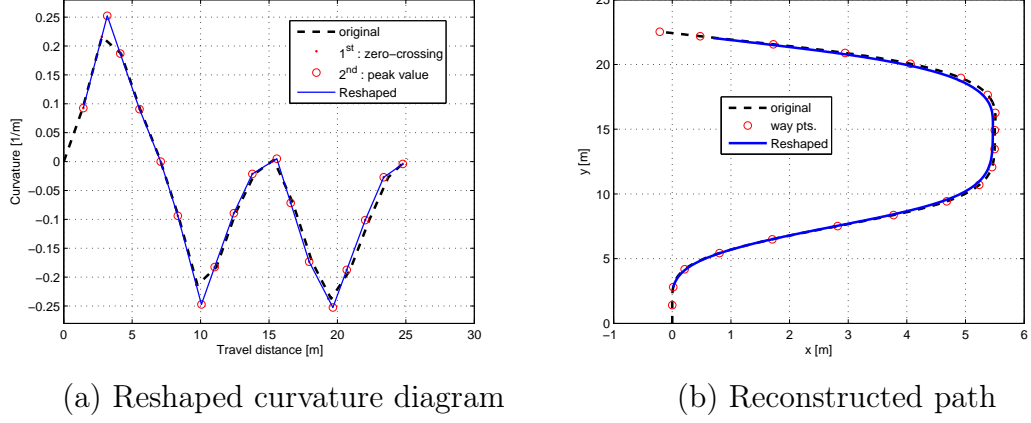 0.25
0.2
0.15
0.1
0.05
0
−0.05
−0.1
−0.15
−0.2
−0.25
Curvature [1/m]
0 5 10 15 20 25 30
Travel distance [m]
original
1st : zero−crossing
2nd : peak value
Reshaped
(a) Reshaped curvature diagram
25
20
15
10
5
0
y [m]
−1 0 1 2 3 4 5 6
x [m]
original
way pts.
Reshaped
(b) Reconstructed path